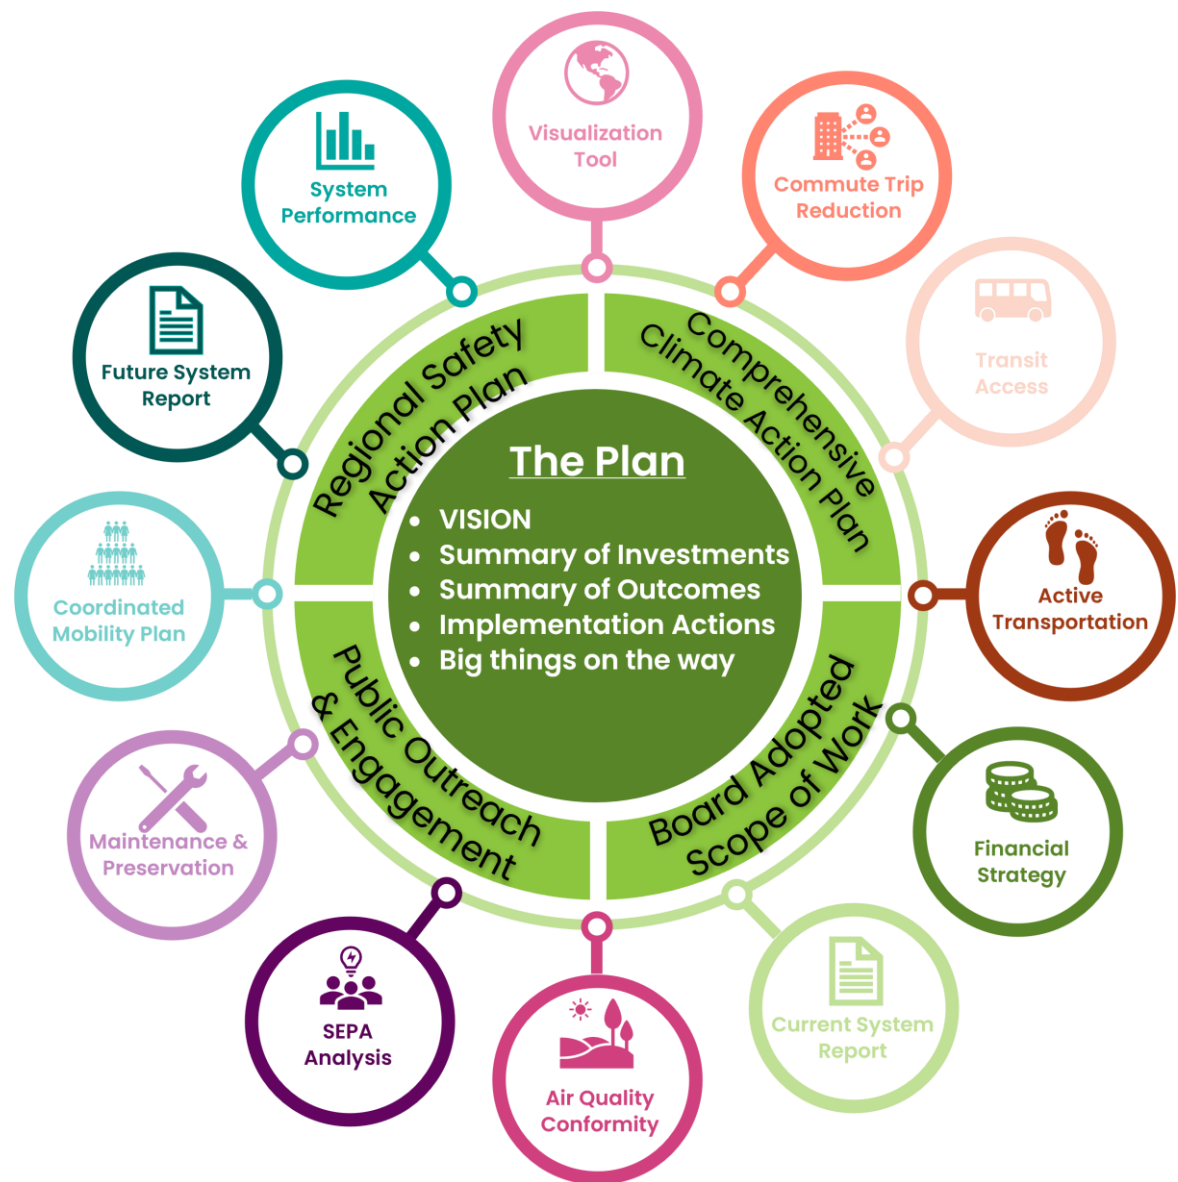 Visualization
Tool
Commute Trip
Reduction
Transit
Access
Active
Transportation
Financial
Strategy
Current System
Report
Air Quality
Conformity
SEPA
Analysis
Maintenance &
Preservation
Coordinated
Mobility Plan
Future System
Report
System
Performance
Regional Safety
Action Plan
Comprehensive
Climate Action Plan
Board Adopted
Scope of Work
Public Outreach
& Engagement
The Plan
• VISION
• Summary of Investments
• Summary of Outcomes
• Implementation Actions
• Big things on the way